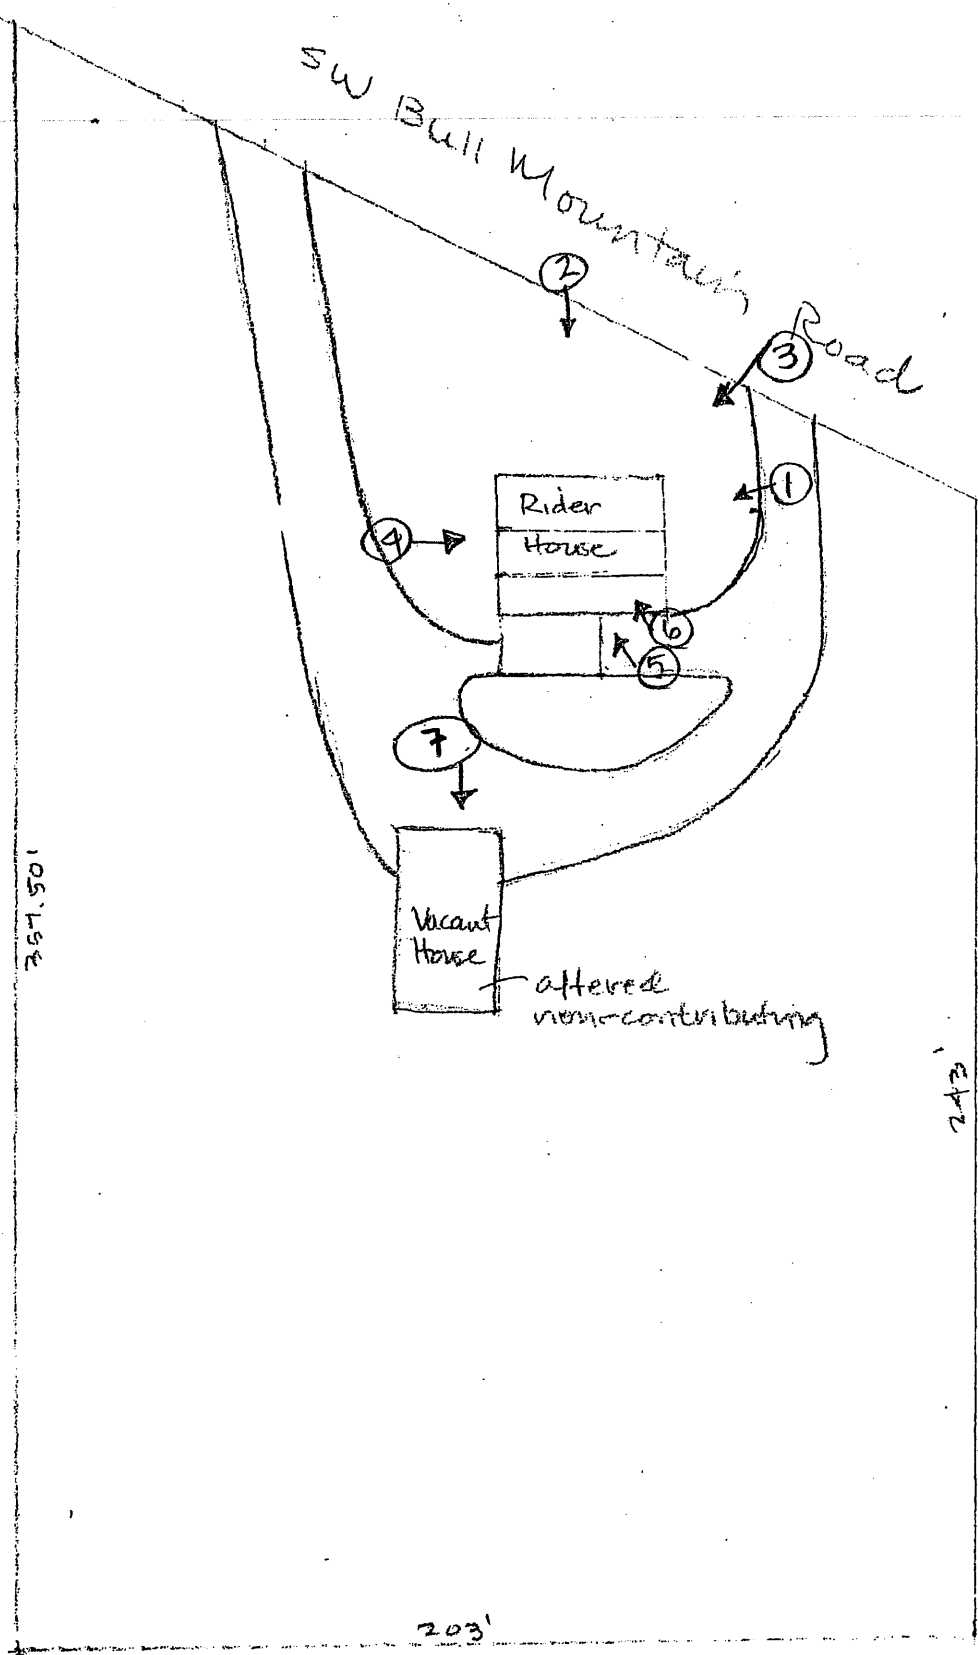 SW Bull Mountain Road
2
3
1
Rider
House
4
6
5
7
Vacant
House
altered
non-contributing
357.50'
243'
203'